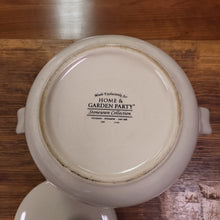 Made Exclusively for
HOME &
GARDEN PARTY
Stoneware Collection